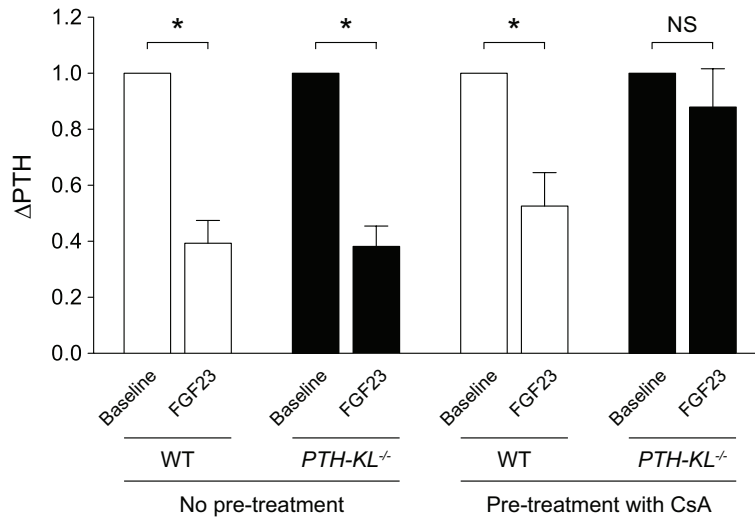 1.2
* * * NS
1.0
0.8
0.6
0.4
0.2
0.0
ΔPTH
Baseline FGF23 Baseline FGF23 Baseline FGF23 Baseline FGF23
WT PTH-KL-/- WT PTH-KL-/-
No pre-treatment Pre-treatment with CsA